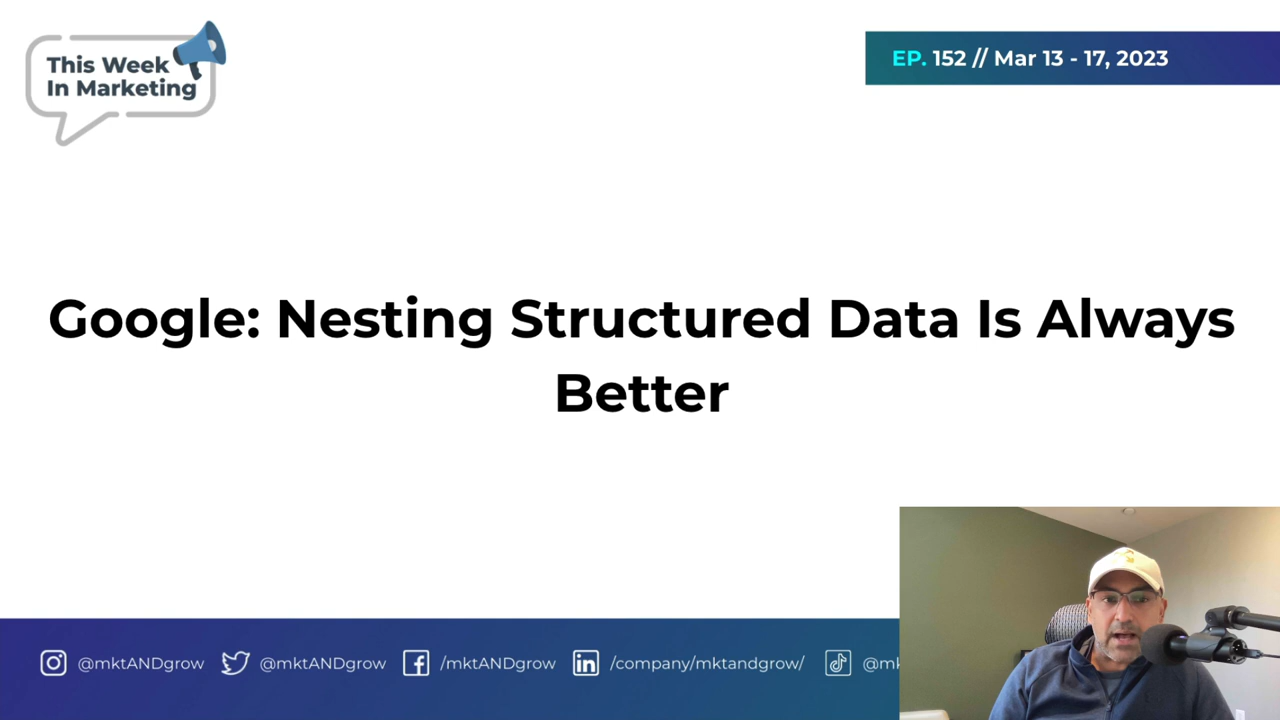 This Week
In Marketing
EP. 152 // Mar 13 - 17, 2023
Google: Nesting Structured Data Is Always
Better
@mktANDgrow
@mktANDgrow
/mktANDgrow
/company/mktandgrow/
@mk